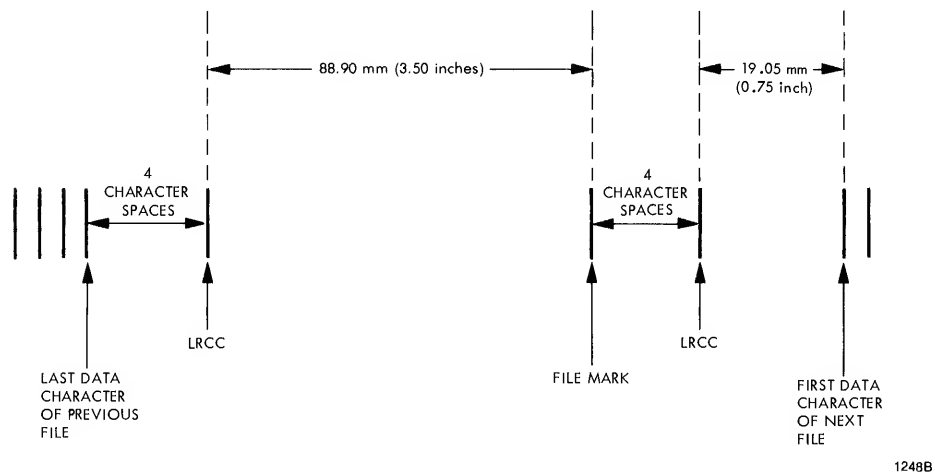 88.90 mm (3.50 inches)
19.05 mm
(0.75 inch)
4
CHARACTER
SPACES
4
CHARACTER
SPACES
LRCC
LRCC
FILE MARK
LAST DATA
CHARACTER
OF PREVIOUS
FILE
FIRST DATA
CHARACTER
OF NEXT
FILE
1248B